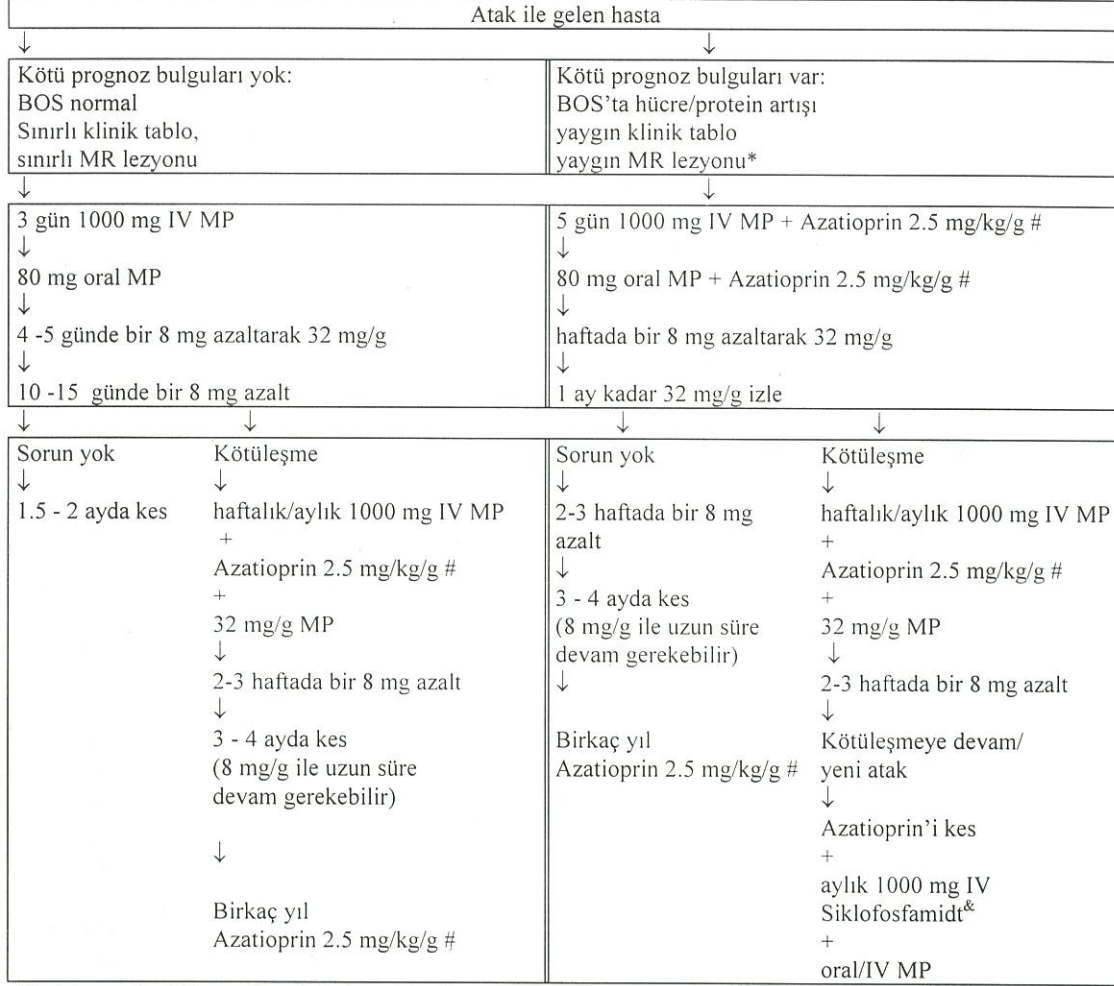 Atak ile gelen hasta
↓
↓
Kötü prognoz bulguları yok:
BOS normal
Sınırlı klinik tablo,
sınırlı MR lezyonu
Kötü prognoz bulguları var:
BOS'ta hücre/protein artışı
yaygın klinik tablo
yaygın MR lezyonu*
↓
↓
3 gün 1000 mg IV MP
↓
80 mg oral MP
↓
4 -5 günde bir 8 mg azaltarak 32 mg/g
↓
10 -15 günde bir 8 mg azalt
5 gün 1000 mg IV MP + Azatioprin 2.5 mg/kg/g #
↓
80 mg oral MP + Azatioprin 2.5 mg/kg/g #
↓
haftada bir 8 mg azaltarak 32 mg/g
↓
1 ay kadar 32 mg/g izle
↓
↓
↓
↓
Sorun yok
↓
1.5 - 2 ayda kes
Kötüleşme
↓
haftalık/aylık 1000 mg IV MP
+
Azatioprin 2.5 mg/kg/g #
+
32 mg/g MP
↓
2-3 haftada bir 8 mg azalt
↓
3 - 4 ayda kes
(8 mg/g ile uzun süre
devam gerekebilir)
↓
Birkaç yıl
Azatioprin 2.5 mg/kg/g #
Sorun yok
↓
2-3 haftada bir 8 mg
azalt
↓
3 - 4 ayda kes
(8 mg/g ile uzun süre
devam gerekebilir)
↓
Birkaç yıl
Azatioprin 2.5 mg/kg/g #
Kötüleşme
↓
haftalık/aylık 1000 mg IV MP
+
Azatioprin 2.5 mg/kg/g #
+
32 mg/g MP
↓
2-3 haftada bir 8 mg azalt
↓
Kötüleşmeye devam/
yeni atak
↓
Azatioprin'i kes
+
aylık 1000 mg IV
Siklofosfamidt&
+
oral/IV MP